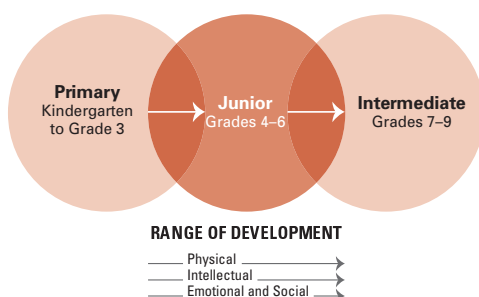 Primary
Kindergarten
to Grade 3
Junior
Grades 4–6
Intermediate
Grades 7–9
RANGE OF DEVELOPMENT
Physical
Intellectual
Emotional and Social